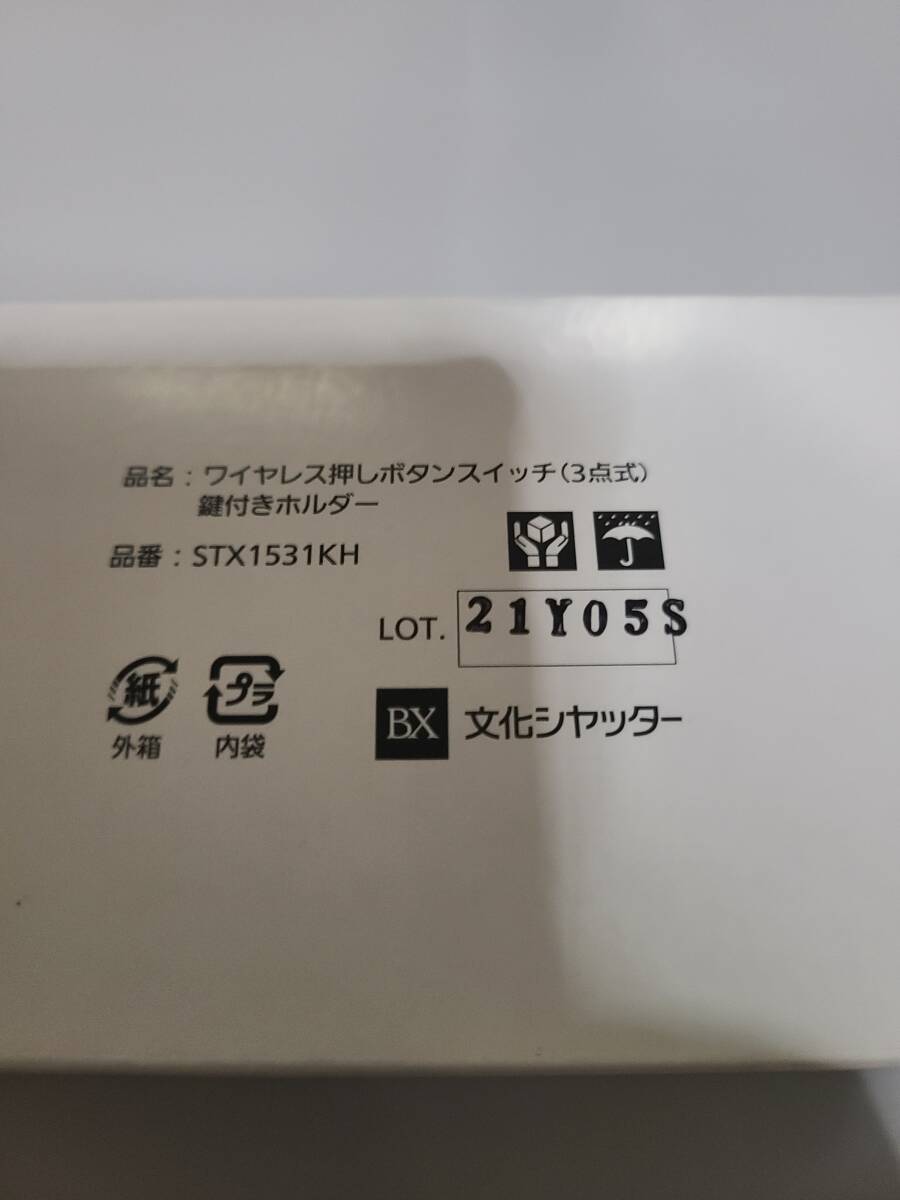 品名：ワイヤレス押しボタンスイッチ(3点式)
鍵付きホルダー
品番：STX1531KH
LOT. 21Y05S
紙
外箱
プラ
内袋
BX 文化シヤッター